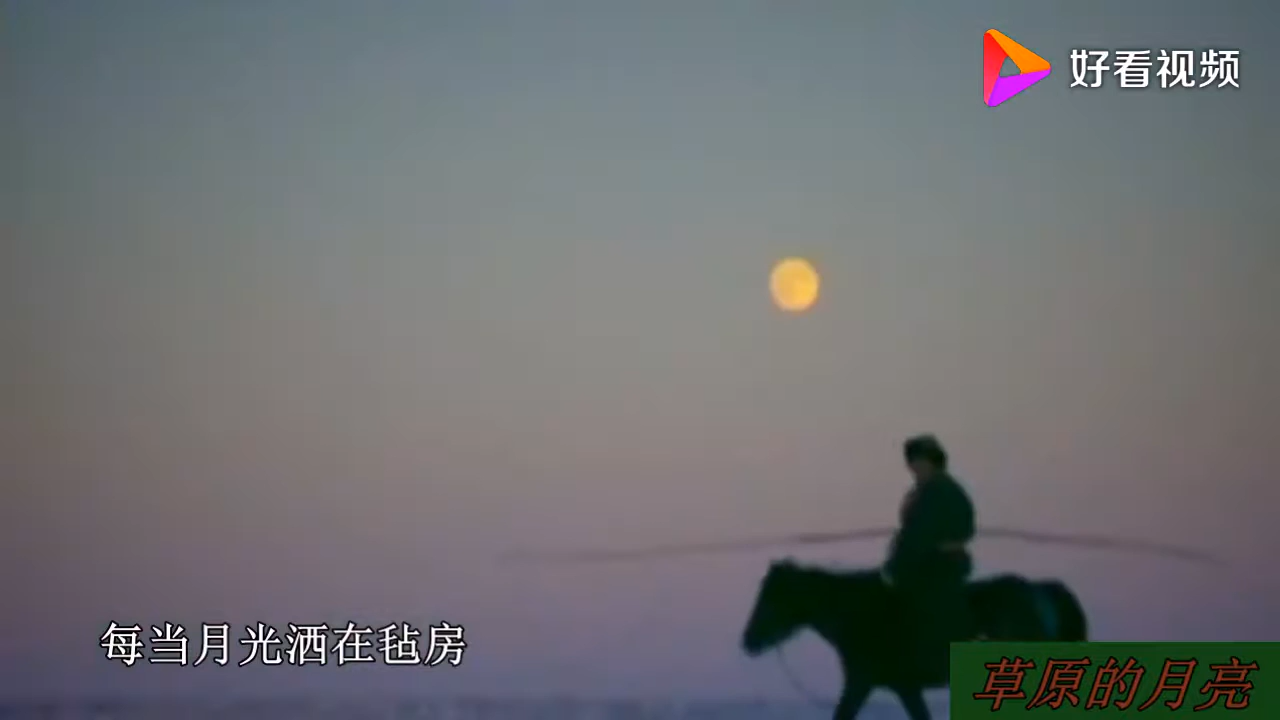 好看视频
每当月光洒在毡房
草原的月亮